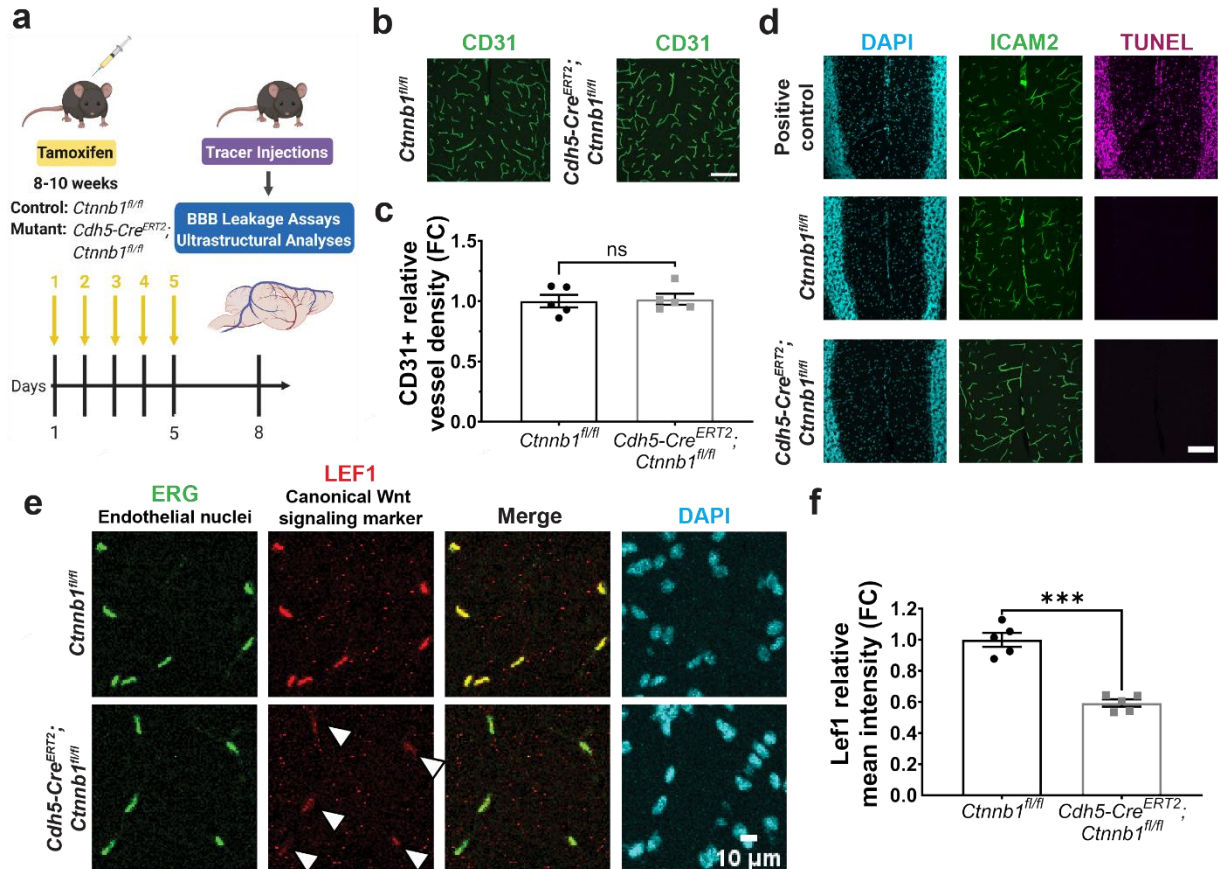 a
Tamoxifen
8-10 weeks
Control: Ctnnb1fl/fl
Mutant: Cdh5-CreERT2;
Ctnnb1fl/fl
Tracer Injections
BBB Leakage Assays
Ultrastructural Analyses
1 2 3 4 5
Days
1 5 8
b
CD31 CD31
Ctnnb1fl/fl
Cdh5-CreERT2;
Ctnnb1fl/fl
c
CD31+ relative
vessel density (FC)
1.5
1.0
0.5
0.0
ns
Ctnnb1fl/fl
Cdh5-CreERT2;
Ctnnb1fl/fl
d
DAPI ICAM2 TUNEL
Positive
control
Ctnnb1fl/fl
Cdh5-CreERT2;
Ctnnb1fl/fl
e
ERG
Endothelial nuclei
LEF1
Canonical Wnt
signaling marker
Merge
DAPI
Ctnnb1fl/fl
Cdh5-CreERT2;
Ctnnb1fl/fl
10 µm
f
Lef1 relative
mean intensity (FC)
1.2
1.0
0.8
0.6
0.4
0.2
0.0
***
Ctnnb1fl/fl
Cdh5-CreERT2;
Ctnnb1fl/fl